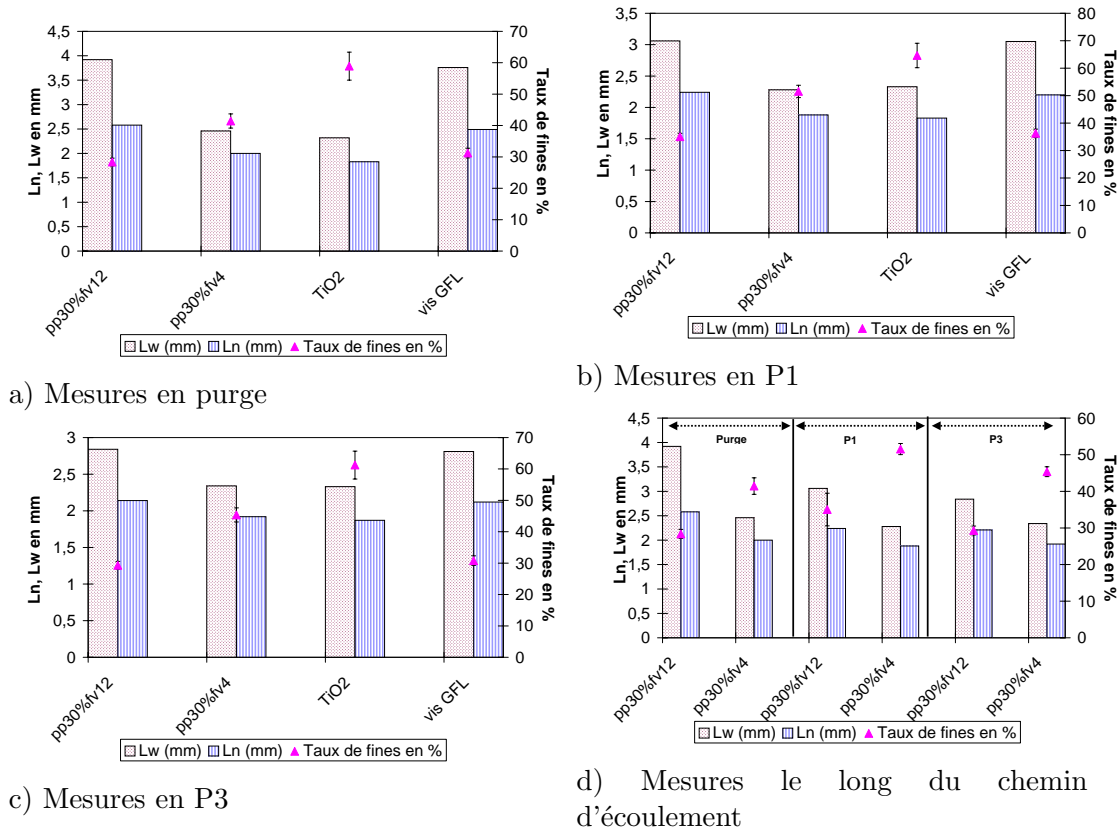 4,5
4
3,5
3
2,5
2
1,5
1
0,5
0
Ln, Lw en mm
70
60
50
40
30
20
10
0
Taux de fines en %
pp30%fv12
pp30%fv4
TiO2
vis GFL
Lw (mm) Ln (mm) Taux de fines en %
a) Mesures en purge
3,5
3
2,5
2
1,5
1
0,5
0
Ln, Lw en mm
80
70
60
50
40
30
20
10
0
Taux de fines en %
pp30%fv12
pp30%fv4
TiO2
vis GFL
Lw (mm) Ln (mm) Taux de fines en %
b) Mesures en P1
3
2,5
2
1,5
1
0,5
0
Ln, Lw en mm
70
60
50
40
30
20
10
0
Taux de fines en %
pp30%fv12
pp30%fv4
TiO2
vis GFL
Lw (mm) Ln (mm) Taux de fines en %
c) Mesures en P3
4,5
4
3,5
3
2,5
2
1,5
1
0,5
0
Ln, Lw en mm
Purge
P1
P3
60
50
40
30
20
10
0
Taux de fines en %
pp30%fv12
pp30%fv4
pp30%fv12
pp30%fv4
pp30%fv12
pp30%fv4
Lw (mm) Ln (mm) Taux de fines en %
d) Mesures le long du chemin
d'écoulement